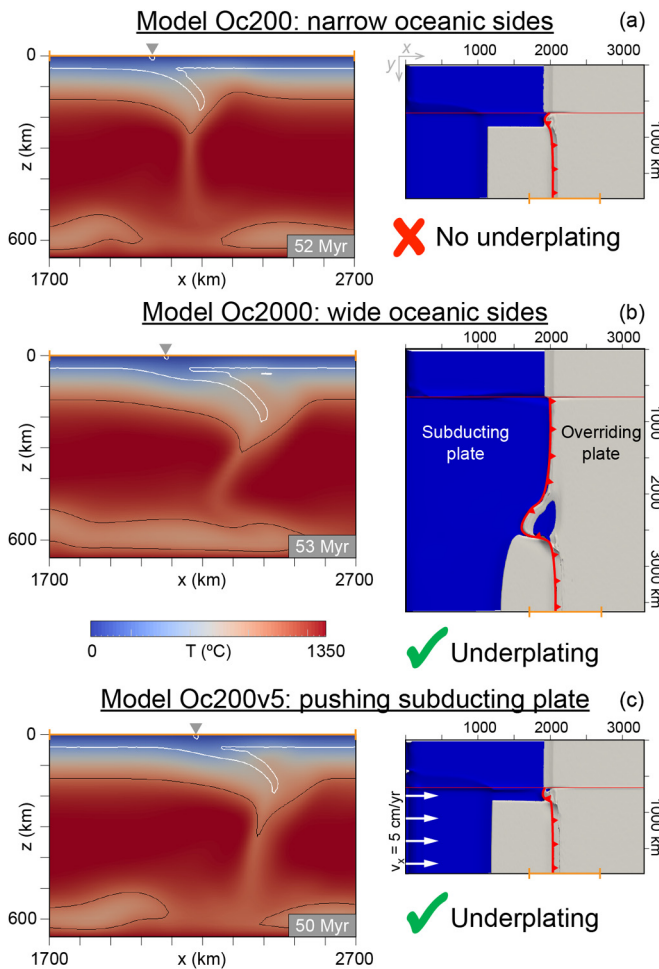 Model Oc200: narrow oceanic sides
(a)
0
z (km)
600
52 Myr
1700
x (km)
2700
x
y
1000
2000
3200
1000 km
No underplating
Model Oc2000: wide oceanic sides
(b)
0
z (km)
600
53 Myr
1700
x (km)
2700
1000
2000
3200
Subducting
plate
Overriding
plate
1000
2000
3000 km
0
T (ºC)
1350
Underplating
Model Oc200v5: pushing subducting plate
(c)
0
z (km)
600
50 Myr
1700
x (km)
2700
1000
2000
3200
vx = 5 cm/yr
1000 km
Underplating